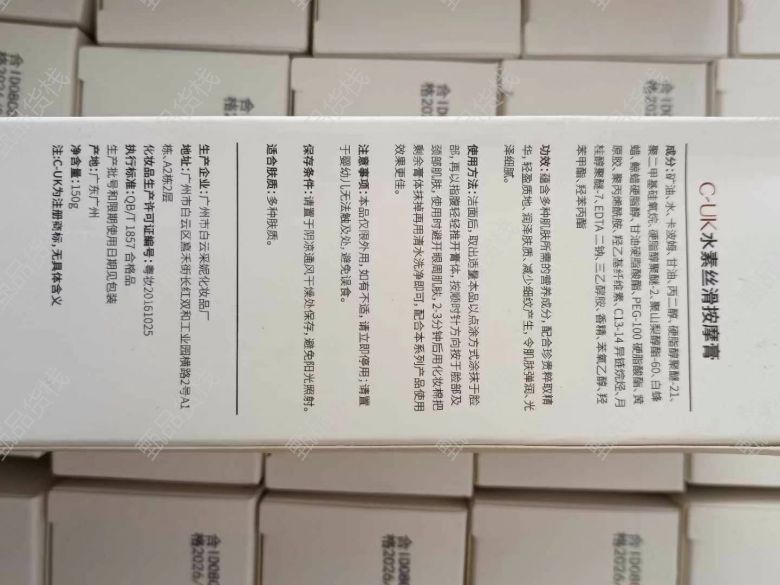 C-UK水素丝滑按摩膏
成分:矿油、水、卡波姆、甘油、丙二醇、硬脂醇聚醚-21、
聚二甲基硅氧烷、硬脂醇聚醚-2、聚山梨醇酯-60、白蜂
蜡、鲸蜡硬脂醇、甘油硬脂酸酯、PEG-100硬脂酸酯、黄
原胶、聚丙烯酰胺、羟乙基纤维素、C13-14异链烷烃、月
桂醇聚醚-7、EDTA二钠、三乙醇胺、香精、苯氧乙醇、羟
苯甲酯、羟苯丙酯
功效:蕴含多种肌肤所需的营养成分,配合珍贵粹取精
华,轻盈质地、润泽肤质、减少细纹产生,令肌肤弹润、光
泽细腻。
使用方法:洁面后,取出适量本品以点涂方式涂抹于脸
部,再以指腹轻轻推开膏体,按顺时针方向按于脸部及
颈部肌肤,使用时避开眼周肌肤,2-3分钟后用化妆棉把
剩余膏体抹掉再用清水洗净即可,配合本系列产品使用
效果更佳。
注意事项:本品仅限外用,如有不适,请立即停用;请置
于婴幼儿无法触及处,避免误食。
保存条件:请置于阴凉通风干燥处保存,避免阳光照射。
适合肤质:多种肤质。
生产企业:广州市白云采妮化妆品厂
地址:广州市白云区嘉禾街长红双和工业园横路2号A1
栋、A2栋2层
化妆品生产许可证编号:粤妆20161025
执行标准:QB/T 1857 合格品
生产批号和限期使用日期见包装
产地:广东广州
净含量:150g
注:C-UK为注册商标,无具体含义